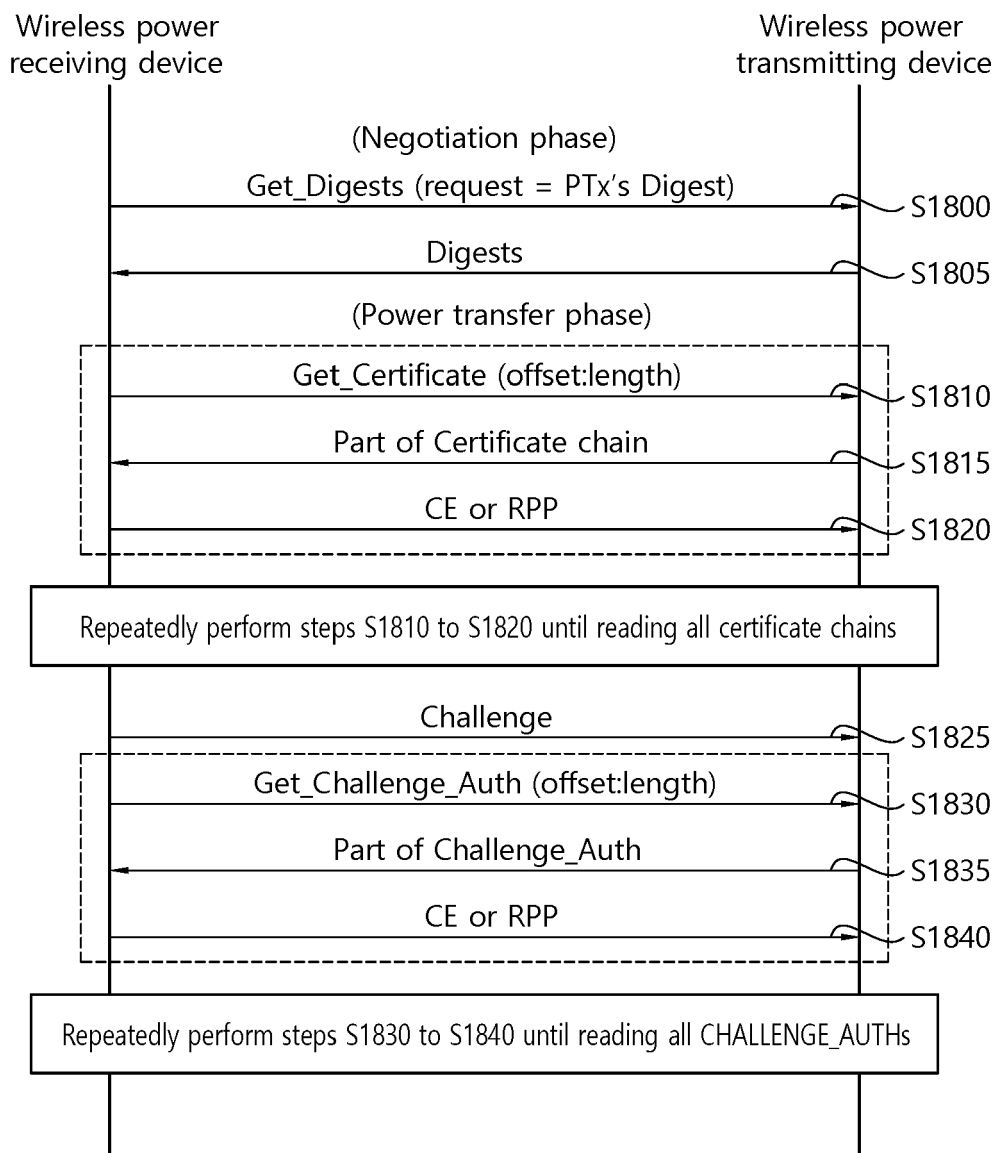 Wireless power
receiving device
Wireless power
transmitting device
(Negotiation phase)
Get_Digests (request = PTx's Digest)
S1800
Digests
S1805
(Power transfer phase)
Get_Certificate (offset:length)
S1810
Part of Certificate chain
S1815
CE or RPP
S1820
Repeatedly perform steps S1810 to S1820 until reading all certificate chains
Challenge
S1825
Get_Challenge_Auth (offset:length)
S1830
Part of Challenge_Auth
S1835
CE or RPP
S1840
Repeatedly perform steps S1830 to S1840 until reading all CHALLENGE_AUTHs